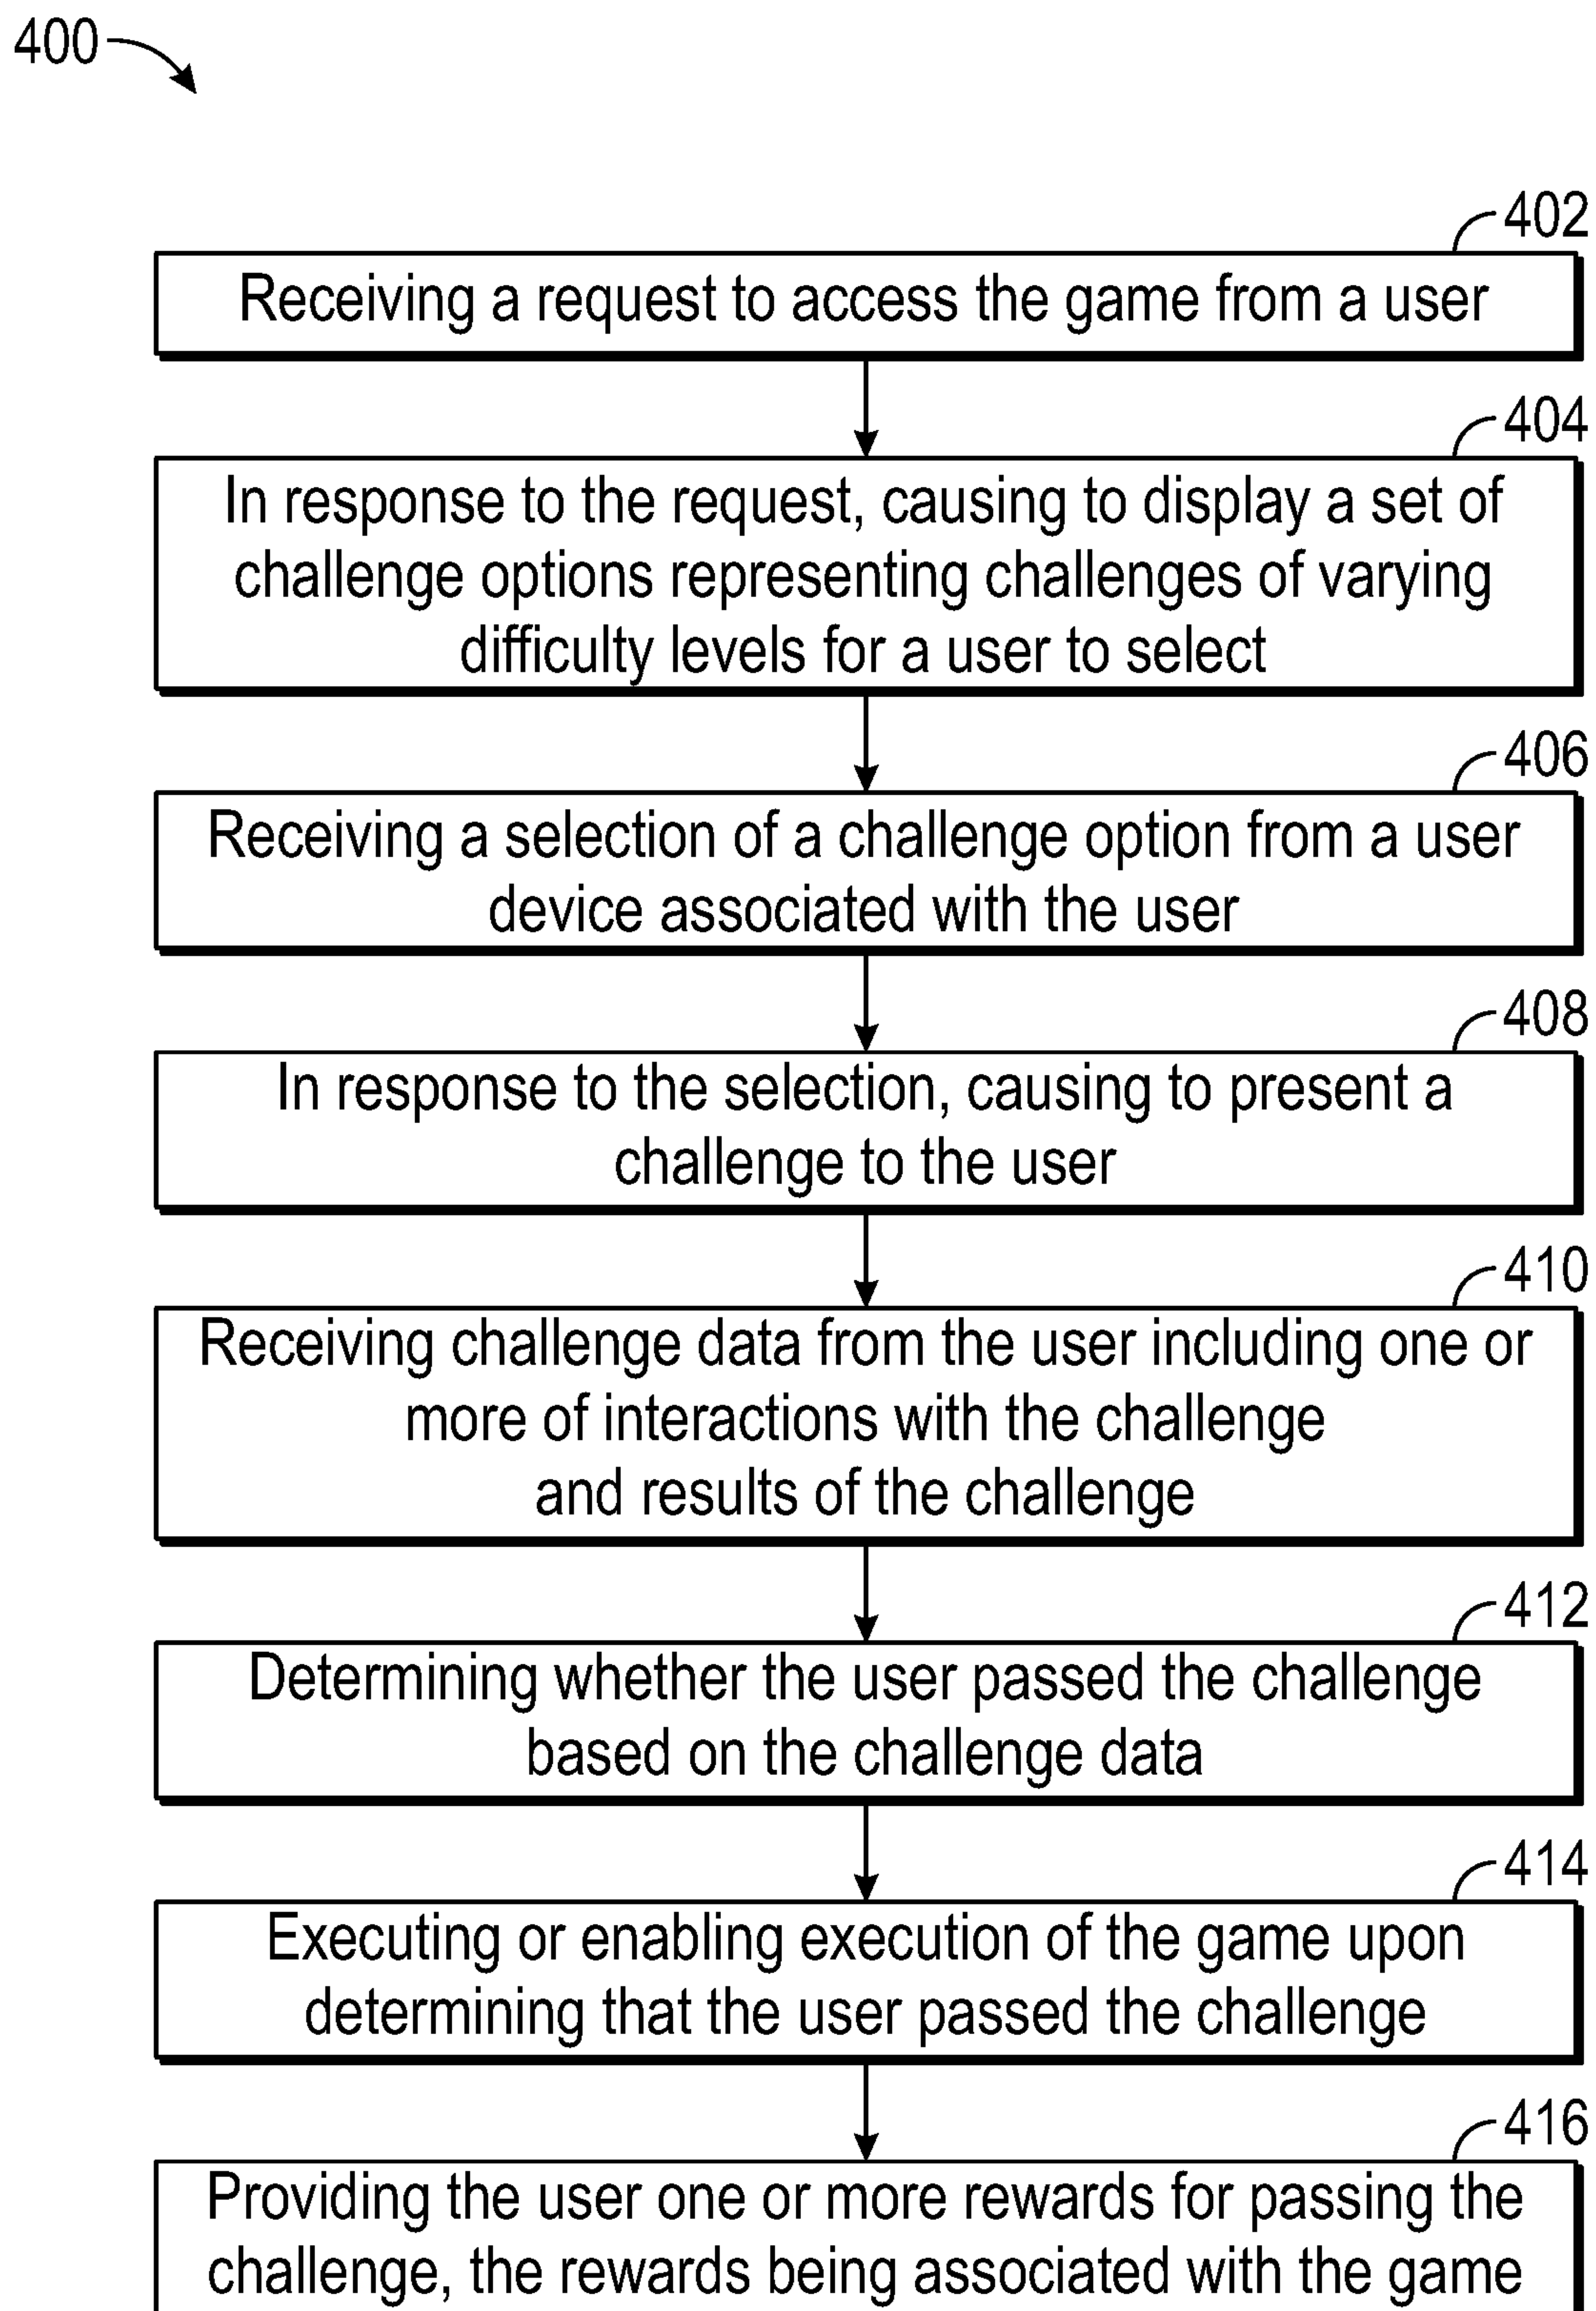 400
402
Receiving a request to access the game from a user
404
In response to the request, causing to display a set of
challenge options representing challenges of varying
difficulty levels for a user to select
406
Receiving a selection of a challenge option from a user
device associated with the user
408
In response to the selection, causing to present a
challenge to the user
410
Receiving challenge data from the user including one or
more of interactions with the challenge
and results of the challenge
412
Determining whether the user passed the challenge
based on the challenge data
414
Executing or enabling execution of the game upon
determining that the user passed the challenge
416
Providing the user one or more rewards for passing the
challenge, the rewards being associated with the game